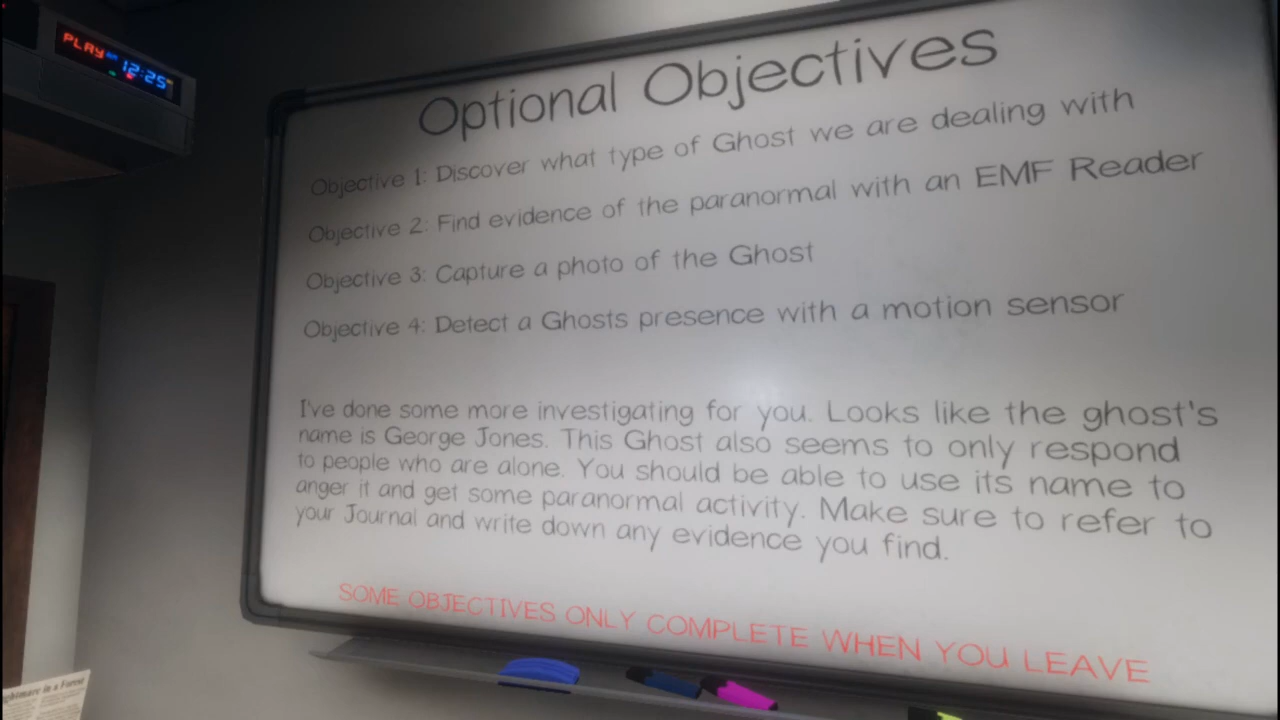 PLAY 12:25
Optional Objectives
Objective 1: Discover what type of Ghost we are dealing with
Objective 2: Find evidence of the paranormal with an EMF Reader
Objective 3: Capture a photo of the Ghost
Objective 4: Detect a Ghosts presence with a motion sensor
I've done some more investigating for you. Looks like the ghost's
name is George Jones. This Ghost also seems to only respond
to people who are alone. You should be able to use its name to
anger it and get some paranormal activity. Make sure to refer to
your Journal and write down any evidence you find.
SOME OBJECTIVES ONLY COMPLETE WHEN YOU LEAVE
in a Forest